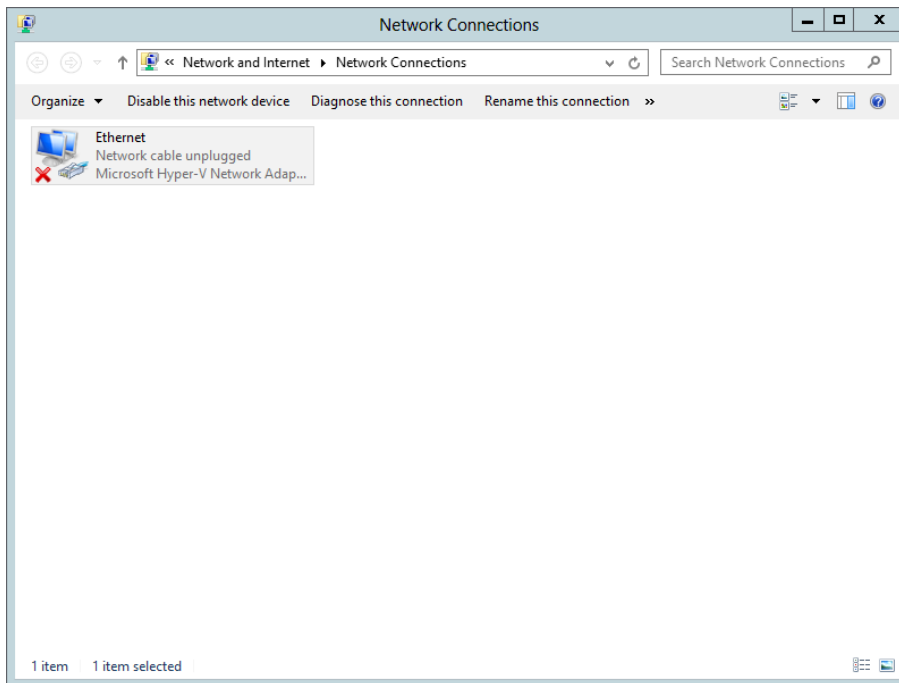 Network Connections
« Network and Internet Network Connections
Search Network Connections
Organize Disable this network device Diagnose this connection Rename this connection »
Ethernet
Network cable unplugged
Microsoft Hyper-V Network Adap...
1 item 1 item selected